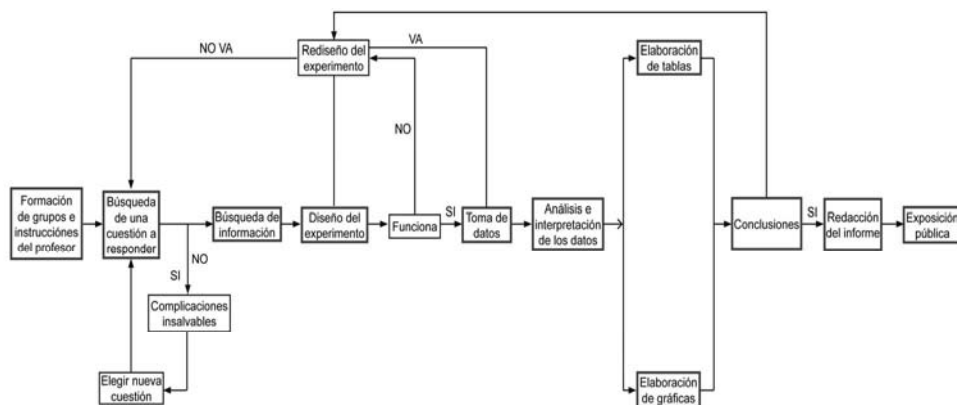 Rediseño del
experimento
VA
NO VA
NO
Elaboración
de tablas
Formación
de grupos e
instrucciónes
del profesor
Búsqueda
de una
cuestión a
responder
Búsqueda de
información
Diseño del
experimento
Funciona
SI
Toma de
datos
Análisis e
interpretación
de los datos
Conclusiones
SI
Redacción
del informe
Exposición
pública
NO
SI
Complicaciones
insalvables
Elegir nueva
cuestión
Elaboración
de gráficas